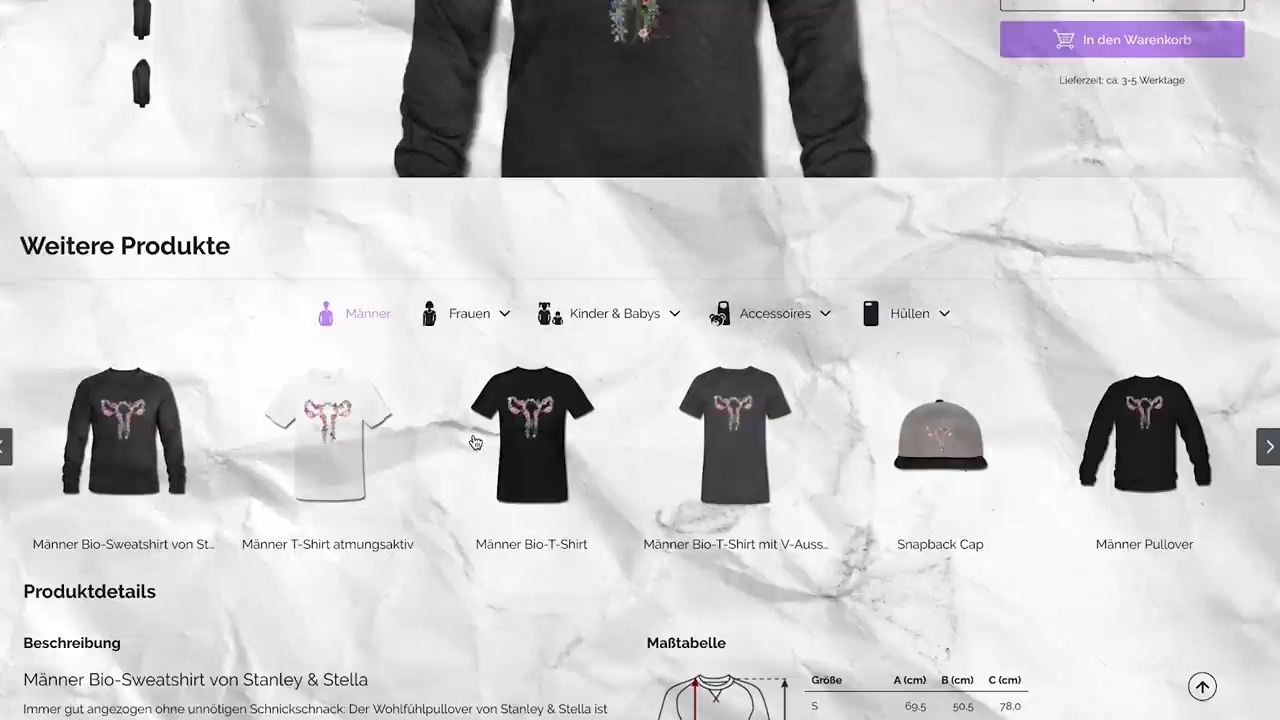 In den Warenkorb
Lieferzeit: ca. 3-5 Werktage
Weitere Produkte
Männer
Frauen
Kinder & Babys
Accessoires
Hüllen
Männer Bio-Sweatshirt von St...
Männer T-Shirt atmungsaktiv
Männer Bio-T-Shirt
Männer Bio-T-Shirt mit V-Auss...
Snapback Cap
Männer Pullover
Produktdetails
Beschreibung
Männer Bio-Sweatshirt von Stanley & Stella
Immer gut angezogen ohne unnötigen Schnickschnack: Der Wohlfühlpullover von Stanley & Stella ist
Maßtabelle
Größe A (cm) B (cm) C (cm)
S 69,5 50,5 78,0